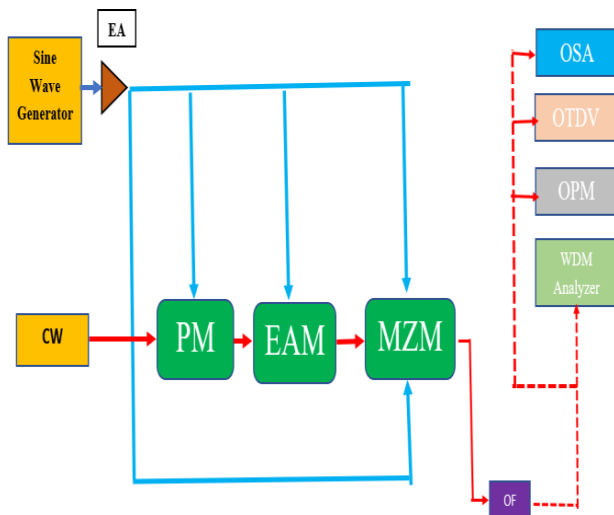 EA
Sine
Wave
Generator
OSA
OTDV
OPM
WDM
Analyzer
CW
PM
EAM
MZM
OF